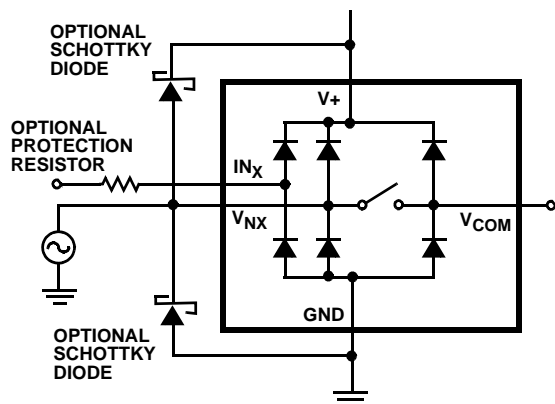 OPTIONAL
SCHOTTKY
DIODE
V+
OPTIONAL
PROTECTION
RESISTOR
INX
VNX
VCOM
GND
OPTIONAL
SCHOTTKY
DIODE